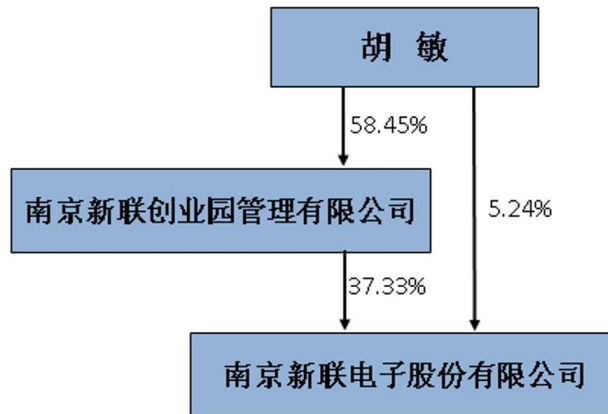 胡 敏
58.45%
南京新联创业园管理有限公司
5.24%
37.33%
南京新联电子股份有限公司